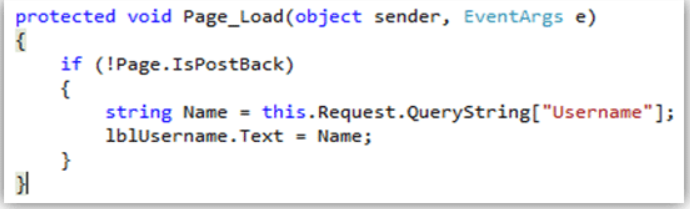 protected void Page_Load(object sender, EventArgs e)
{
    if (!Page.IsPostBack)
    {
        string Name = this.Request.QueryString["Username"];
        lblUsername.Text = Name;
    }
}